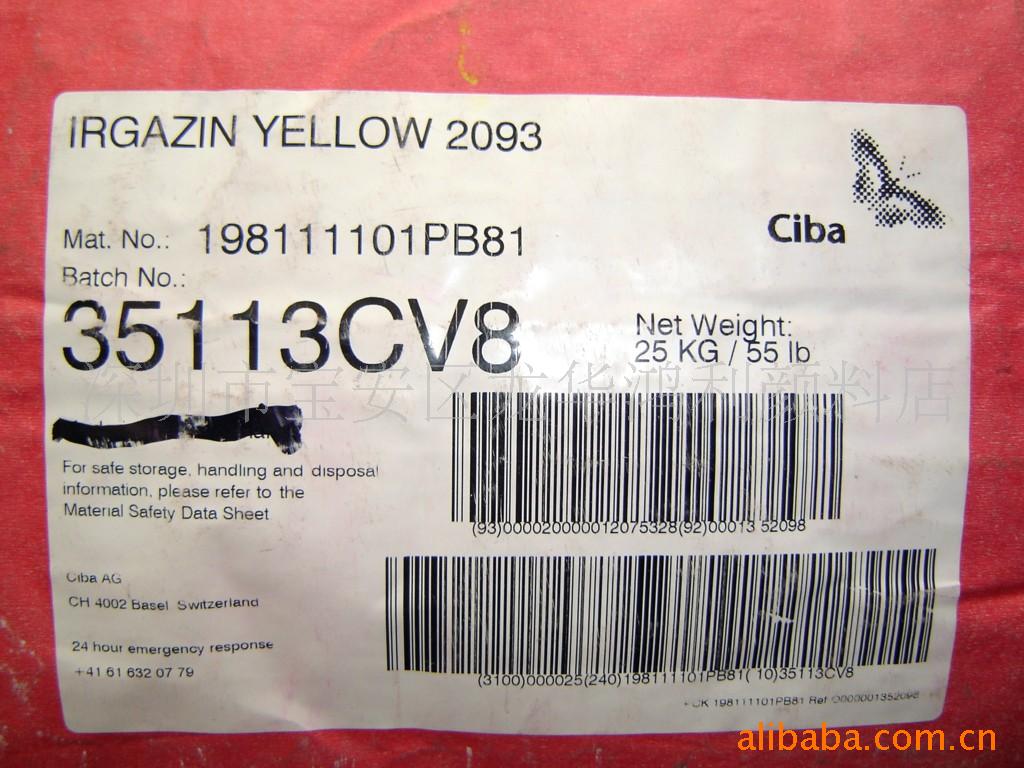 IRGAZIN YELLOW 2093
Ciba
Mat. No.: 198111101PB81
Batch No.:
35113CV8
Net Weight:
25 KG / 55 lb
深圳市宝安区龙华鸿利颜料店
For safe storage, handling and disposal
information, please refer to the
Material Safety Data Sheet
(93)000020000012075328(92)00013 52098
Ciba AG
CH 4002 Basel Switzerland
24 hour emergency response
+41 61 632 07 79
(3100)000025(240)198111101PB81( 10)35113CV8
CK 198111101PB81 Ref
alibaba.com.cn